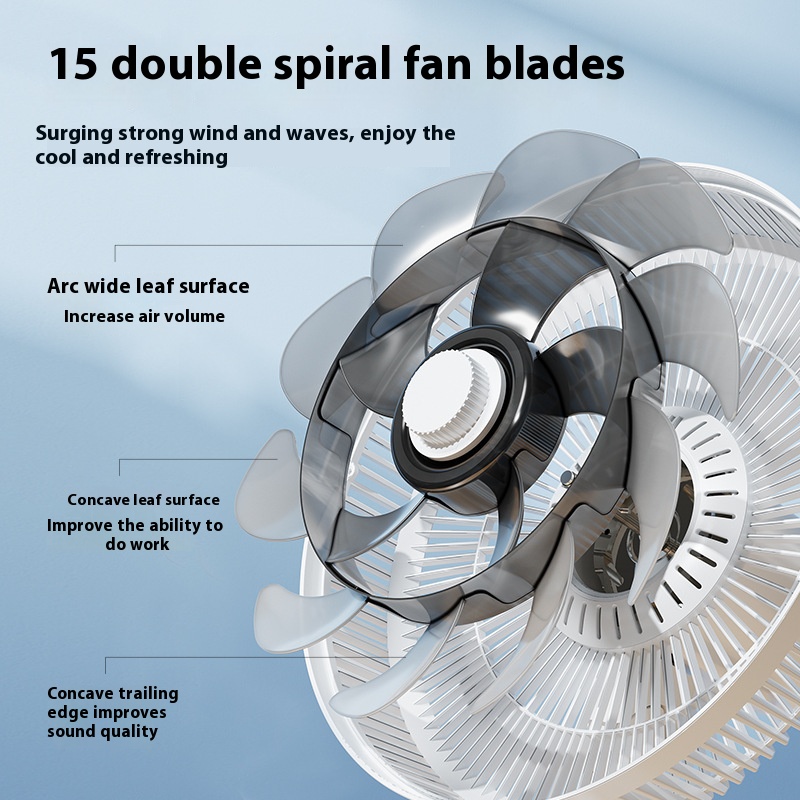 15 double spiral fan blades
Surging strong wind and waves, enjoy the
cool and refreshing
Arc wide leaf surface
Increase air volume
Concave leaf surface
Improve the ability to
do work
Concave trailing
edge improves
sound quality